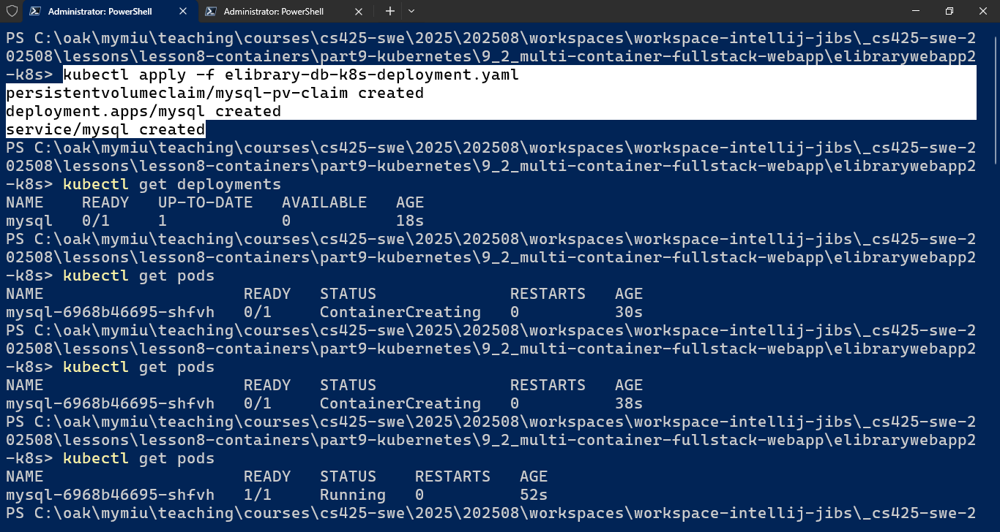 Administrator: PowerShell
Administrator: PowerShell
PS C:\oak\mymiu\teaching\courses\cs425-swe\2025\202508\workspaces\workspace-intellij-jibs\_cs425-swe-2
02508\lessons\lesson8-containers\part9-kubernetes\9_2_multi-container-fullstack-webapp\elibrarywebapp2
-k8s> kubectl apply -f elibrary-db-k8s-deployment.yaml
persistentvolumeclaim/mysql-pv-claim created
deployment.apps/mysql created
service/mysql created
PS C:\oak\mymiu\teaching\courses\cs425-swe\2025\202508\workspaces\workspace-intellij-jibs\_cs425-swe-2
02508\lessons\lesson8-containers\part9-kubernetes\9_2_multi-container-fullstack-webapp\elibrarywebapp2
-k8s> kubectl get deployments
NAME    READY   UP-TO-DATE   AVAILABLE   AGE
mysql   0/1     1            0           18s
PS C:\oak\mymiu\teaching\courses\cs425-swe\2025\202508\workspaces\workspace-intellij-jibs\_cs425-swe-2
02508\lessons\lesson8-containers\part9-kubernetes\9_2_multi-container-fullstack-webapp\elibrarywebapp2
-k8s> kubectl get pods
NAME                     READY   STATUS              RESTARTS   AGE
mysql-6968b46695-shfvh   0/1     ContainerCreating   0          30s
PS C:\oak\mymiu\teaching\courses\cs425-swe\2025\202508\workspaces\workspace-intellij-jibs\_cs425-swe-2
02508\lessons\lesson8-containers\part9-kubernetes\9_2_multi-container-fullstack-webapp\elibrarywebapp2
-k8s> kubectl get pods
NAME                     READY   STATUS              RESTARTS   AGE
mysql-6968b46695-shfvh   0/1     ContainerCreating   0          38s
PS C:\oak\mymiu\teaching\courses\cs425-swe\2025\202508\workspaces\workspace-intellij-jibs\_cs425-swe-2
02508\lessons\lesson8-containers\part9-kubernetes\9_2_multi-container-fullstack-webapp\elibrarywebapp2
-k8s> kubectl get pods
NAME                     READY   STATUS    RESTARTS   AGE
mysql-6968b46695-shfvh   1/1     Running   0          52s
PS C:\oak\mymiu\teaching\courses\cs425-swe\2025\202508\workspaces\workspace-intellij-jibs\_cs425-swe-2